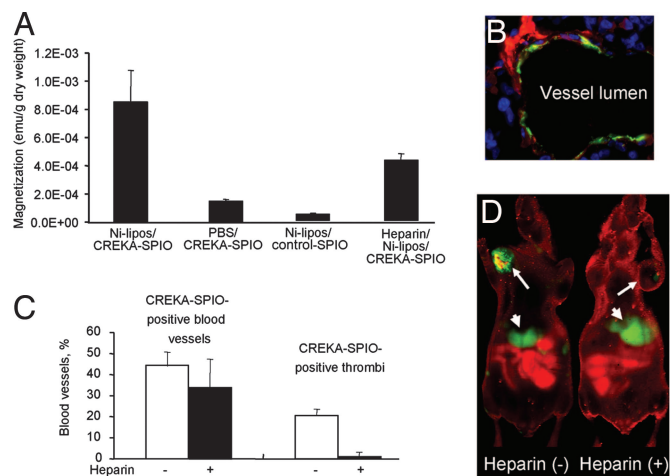 A
Magnetization (emu/g dry weight)
1.2E-03
1.0E-03
8.0E-04
6.0E-04
4.0E-04
2.0E-04
0.0E+00
Ni-lipos/
CREKA-SPIO
PBS/
CREKA-SPIO
Ni-lipos/
control-SPIO
Heparin/
Ni-lipos/
CREKA-SPIO
B
Vessel lumen
C
Blood vessels, %
60
50
40
30
20
10
0
CREKA-SPIO-
positive blood
vessels
CREKA-SPIO-
positive thrombi
Heparin - + - +
D
Heparin (-) Heparin (+)